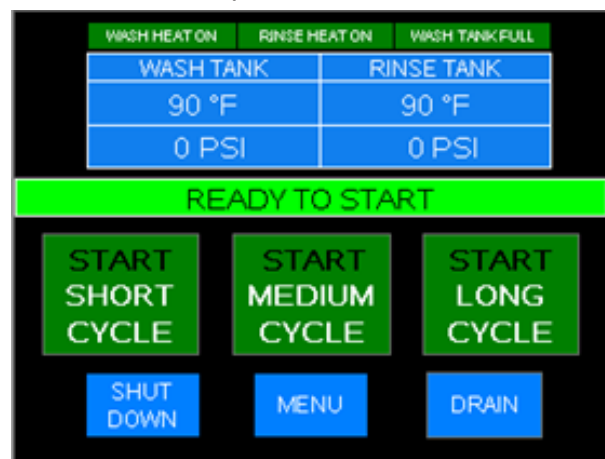 WASH HEAT ON RINSE HEAT ON WASH TANK FULL
WASH TANK RINSE TANK
90 °F 90 °F
0 PSI 0 PSI
READY TO START
START START START
SHORT MEDIUM LONG
CYCLE CYCLE CYCLE
SHUT
DOWN MENU DRAIN